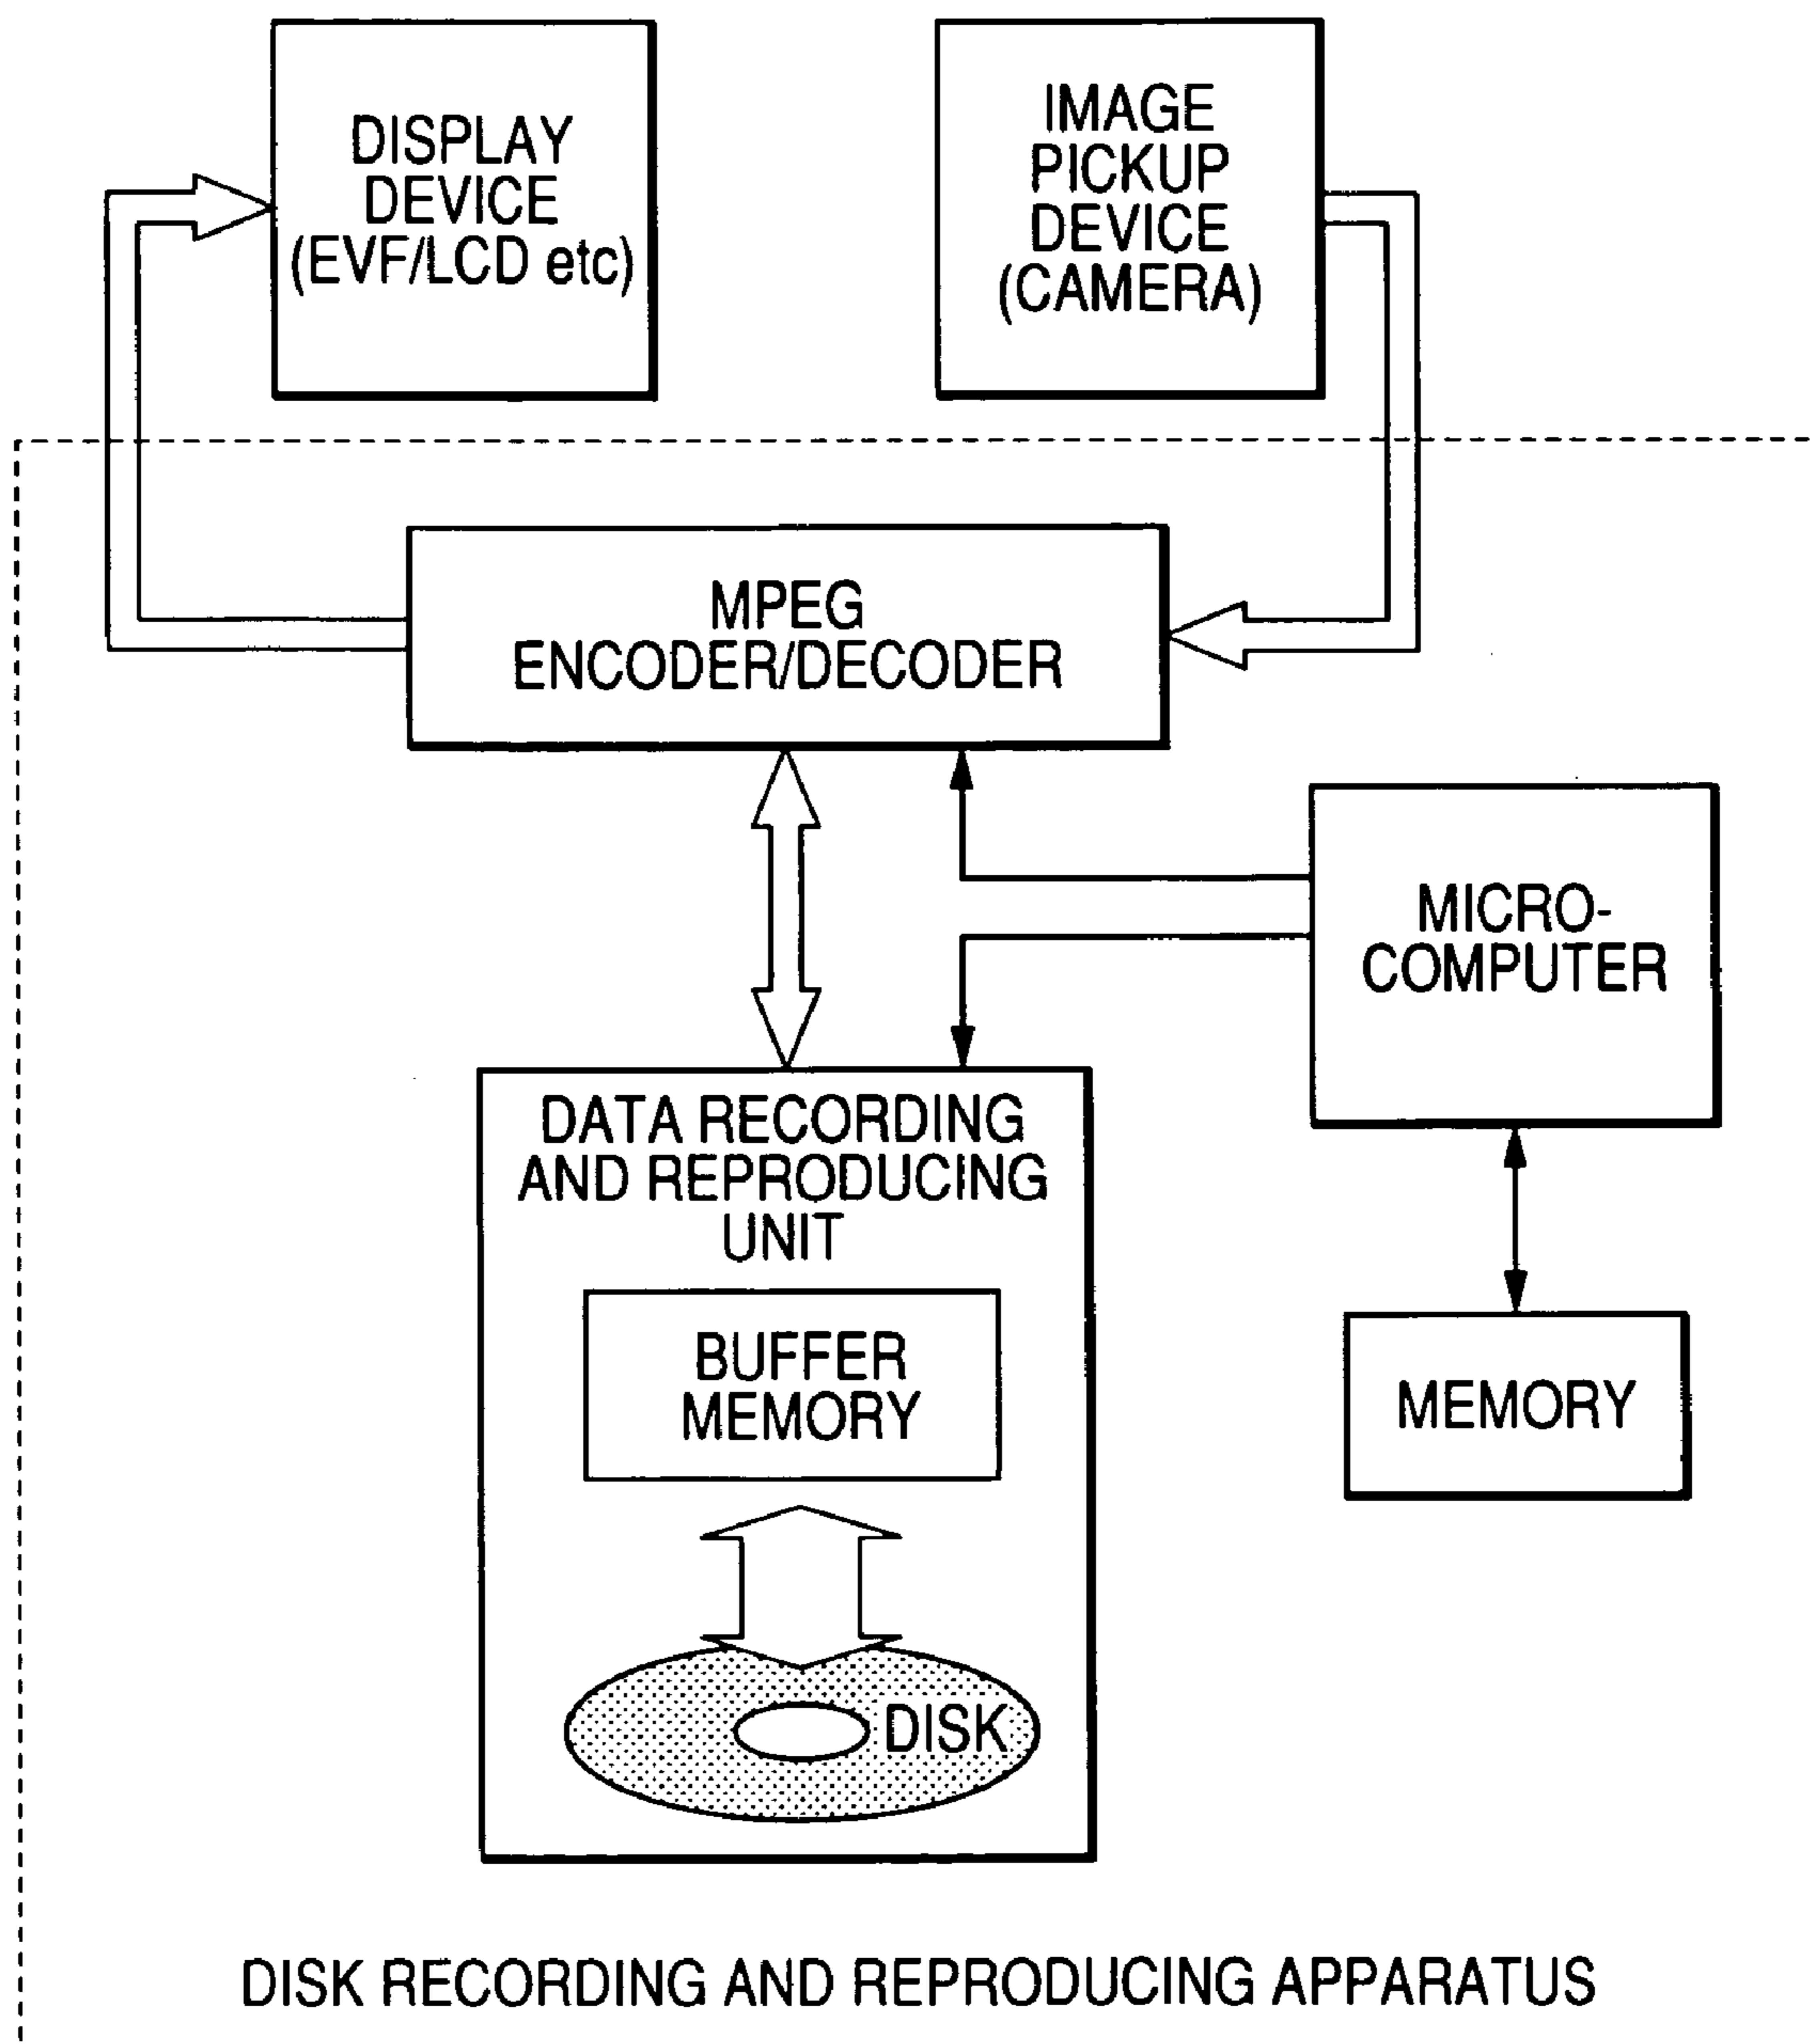 DISPLAY
DEVICE
(EVF/LCD etc)
IMAGE
PICKUP
DEVICE
(CAMERA)
MPEG
ENCODER/DECODER
MICRO-
COMPUTER
DATA RECORDING
AND REPRODUCING
UNIT
BUFFER
MEMORY
MEMORY
DISK
DISK RECORDING AND REPRODUCING APPARATUS